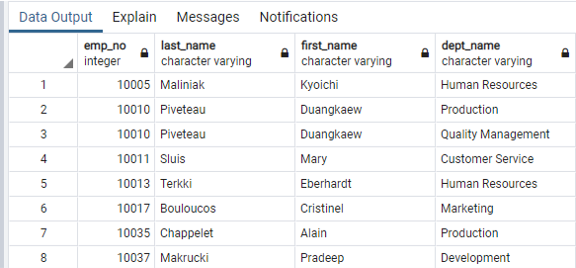 Data Output Explain Messages Notifications
emp_no last_name first_name dept_name
integer character varying character varying character varying
1 10005 Maliniak Kyoichi Human Resources
2 10010 Piveteau Duangkaew Production
3 10010 Piveteau Duangkaew Quality Management
4 10011 Sluis Mary Customer Service
5 10013 Terkki Eberhardt Human Resources
6 10017 Bouloucos Cristinel Marketing
7 10035 Chappelet Alain Production
8 10037 Makrucki Pradeep Development